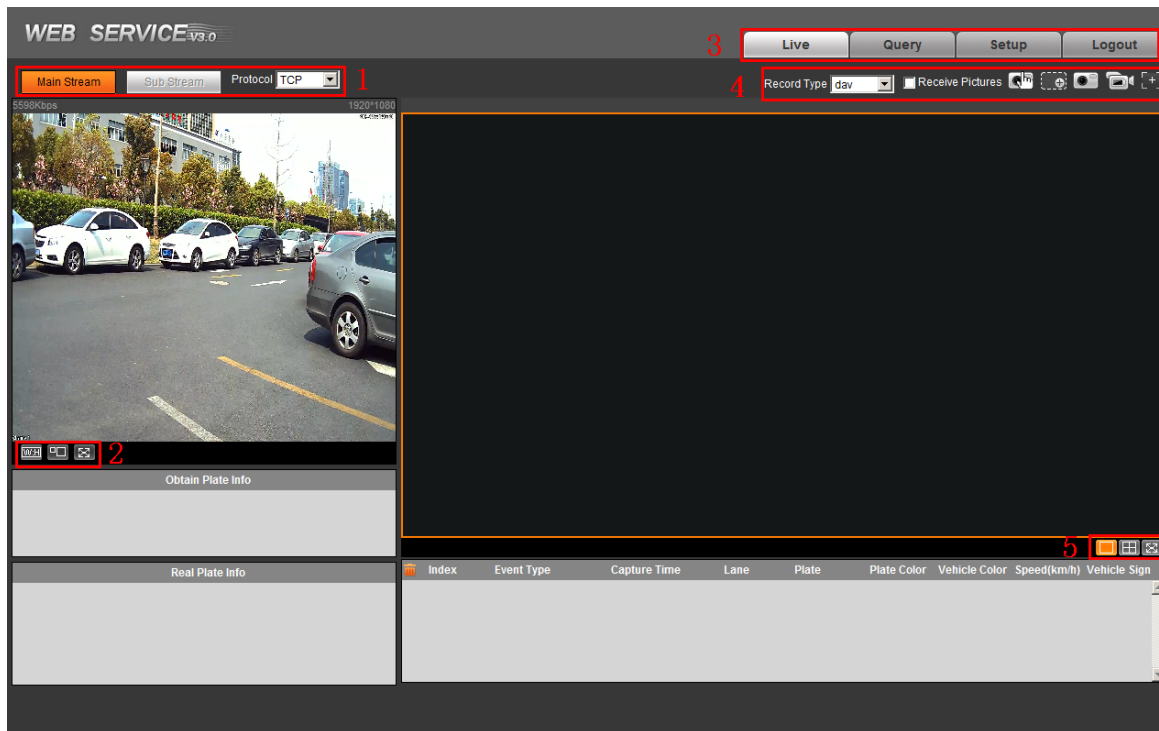 WEB SERVICE V3.0
3
Live Query Setup Logout
Main Stream Sub Stream Protocol TCP 1
4 Record Type dav Receive Pictures
5598Kbps 1920*1080
W:H 2
Obtain Plate Info
5
Real Plate Info
Index Event Type Capture Time Lane Plate Plate Color Vehicle Color Speed(km/h) Vehicle Sign